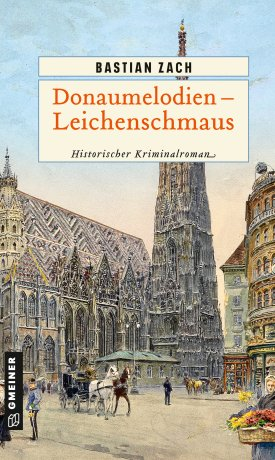 BASTIAN ZACH
Donaumelodien –
Leichenschmaus
Historischer Kriminalroman
GMEINER